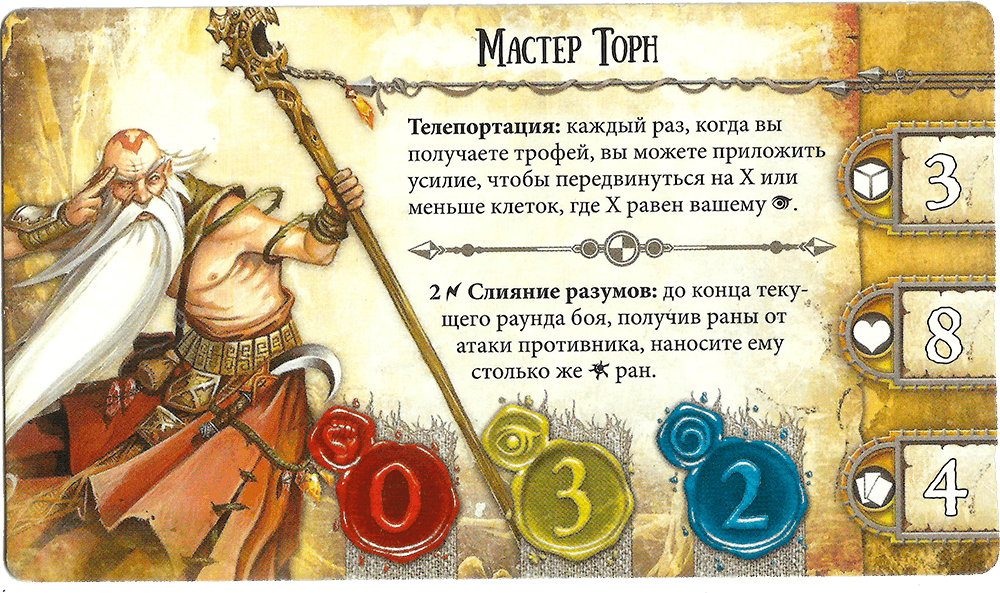 Мастер Торн
Телепортация: каждый раз, когда вы
получаете трофей, вы можете приложить
усилие, чтобы передвинуться на X или
меньше клеток, где X равен вашему .
2 Слияние разумов: до конца теку-
щего раунда боя, получив раны от
атаки противника, наносите ему
столько же ран.
3
8
4
0
3
2